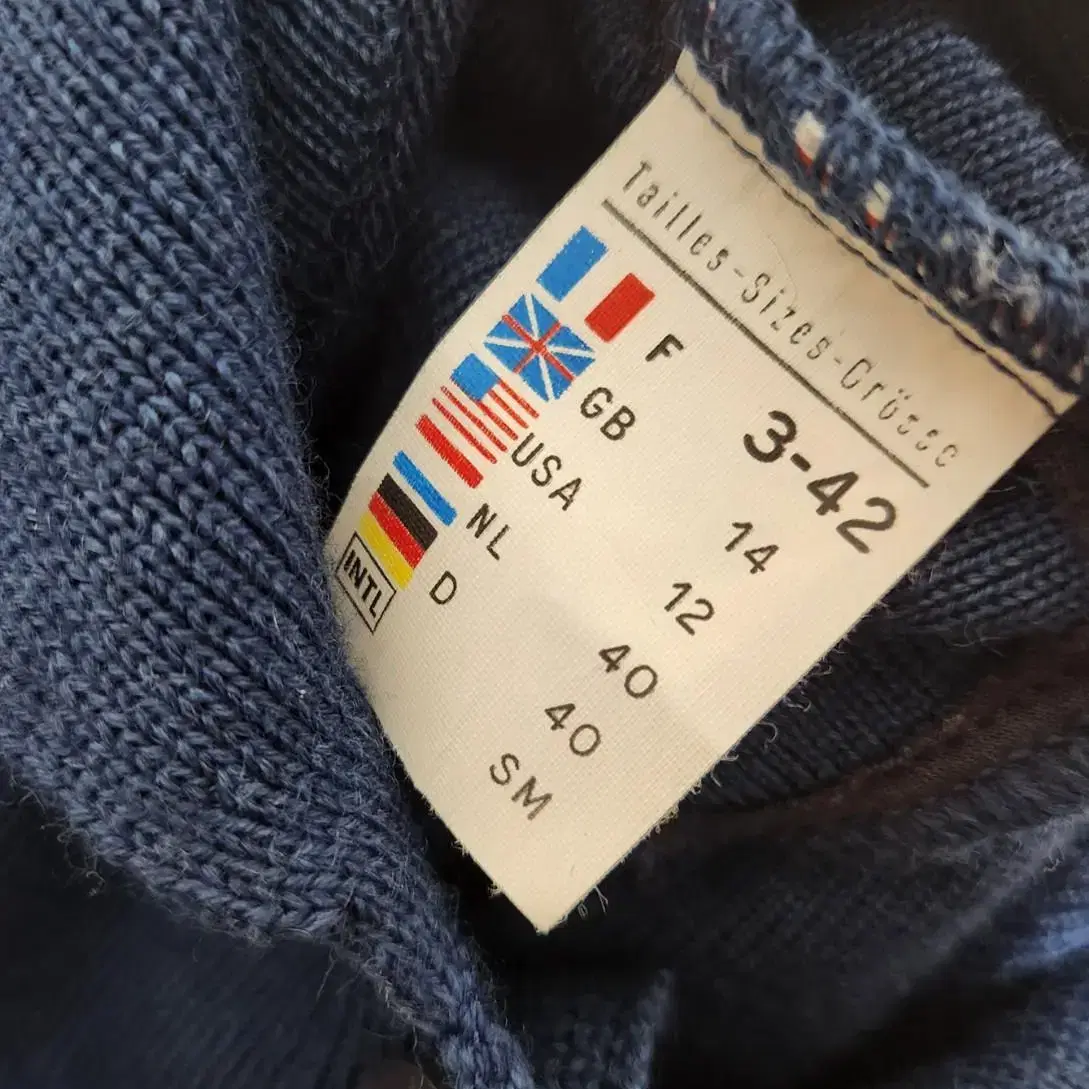 Tailles-Sizes-Grösse
F 3-42
GB 14
USA 12
NL 40
D 40
INTL SM